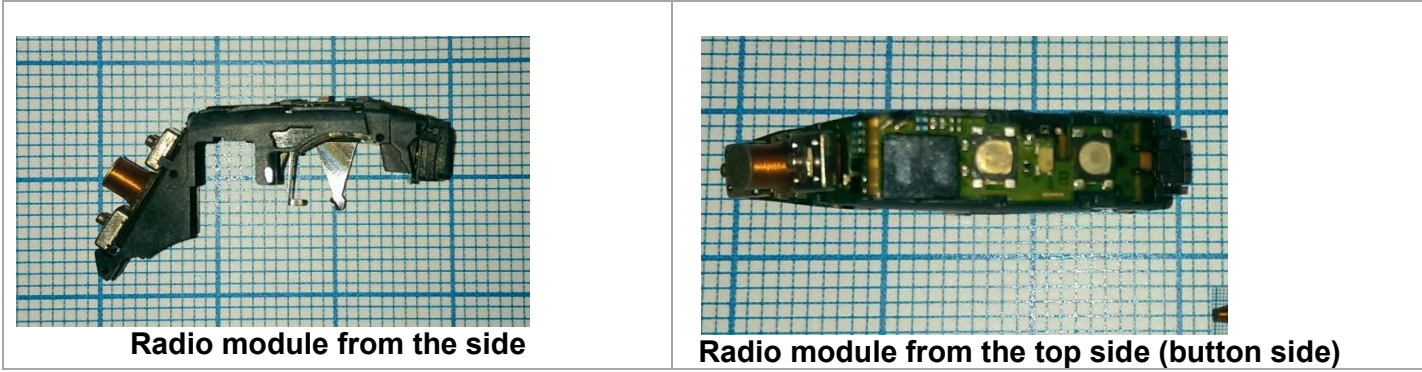 Radio module from the side
Radio module from the top side (button side)